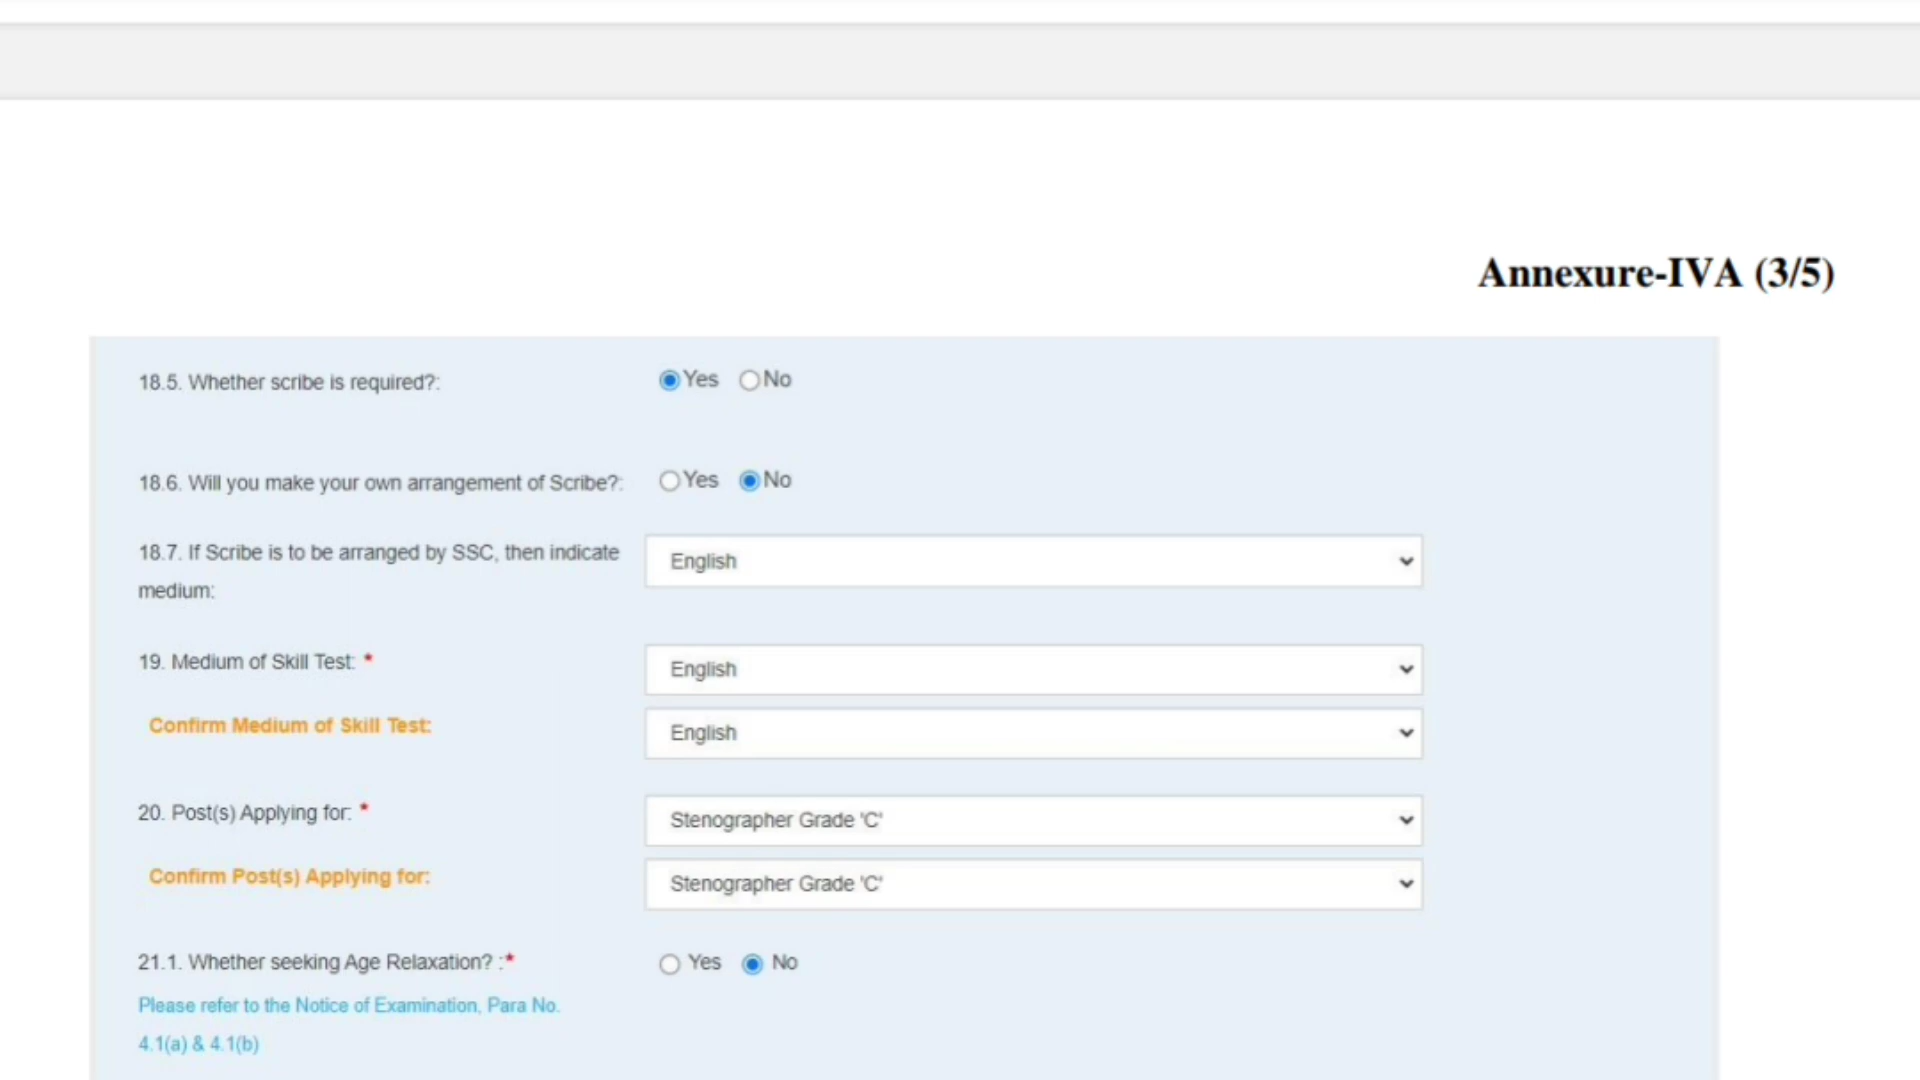 Annexure-IVA (3/5)
18.5. Whether scribe is required?: Yes No
18.6. Will you make your own arrangement of Scribe?: Yes No
18.7. If Scribe is to be arranged by SSC, then indicate
medium:
English
19. Medium of Skill Test: * English
Confirm Medium of Skill Test: English
20. Post(s) Applying for: * Stenographer Grade 'C'
Confirm Post(s) Applying for: Stenographer Grade 'C'
21.1. Whether seeking Age Relaxation? :* Yes No
Please refer to the Notice of Examination, Para No.
4.1(a) & 4.1(b)